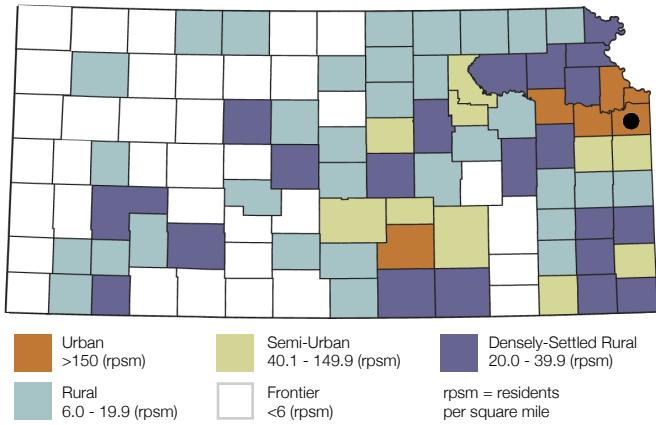 Urban
>150 (rpsm)
Semi-Urban
40.1 - 149.9 (rpsm)
Densely-Settled Rural
20.0 - 39.9 (rpsm)
Rural
6.0 - 19.9 (rpsm)
Frontier
<6 (rpsm)
rpsm = residents
per square mile